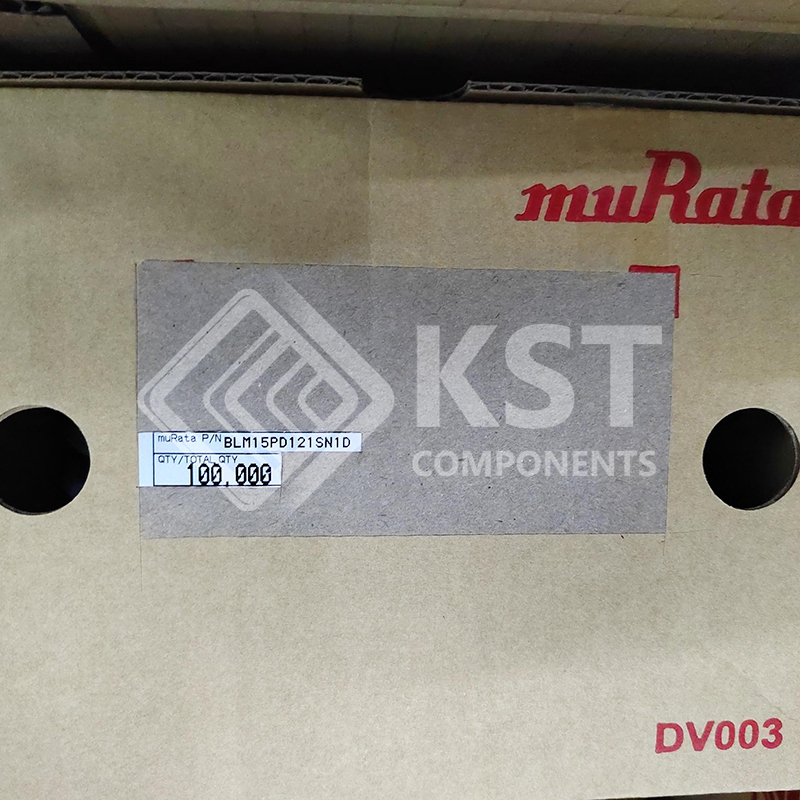 muRata
KST
COMPONENTS
muRata P/N BLM15PD121SN1D
QTY/TOTAL QTY
100,000
DV003